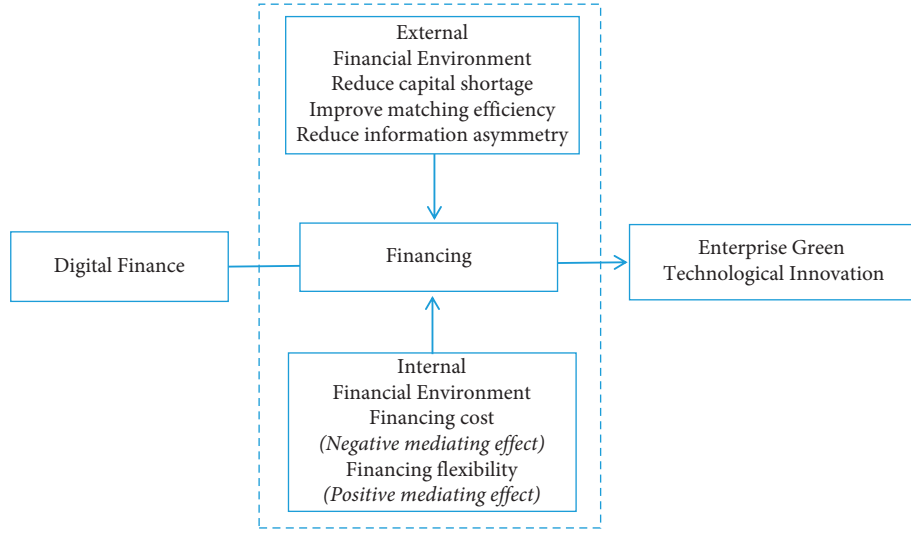 External
Financial Environment
Reduce capital shortage
Improve matching efficiency
Reduce information asymmetry
Digital Finance
Financing
Enterprise Green
Technological Innovation
Internal
Financial Environment
Financing cost
(Negative mediating effect)
Financing flexibility
(Positive mediating effect)